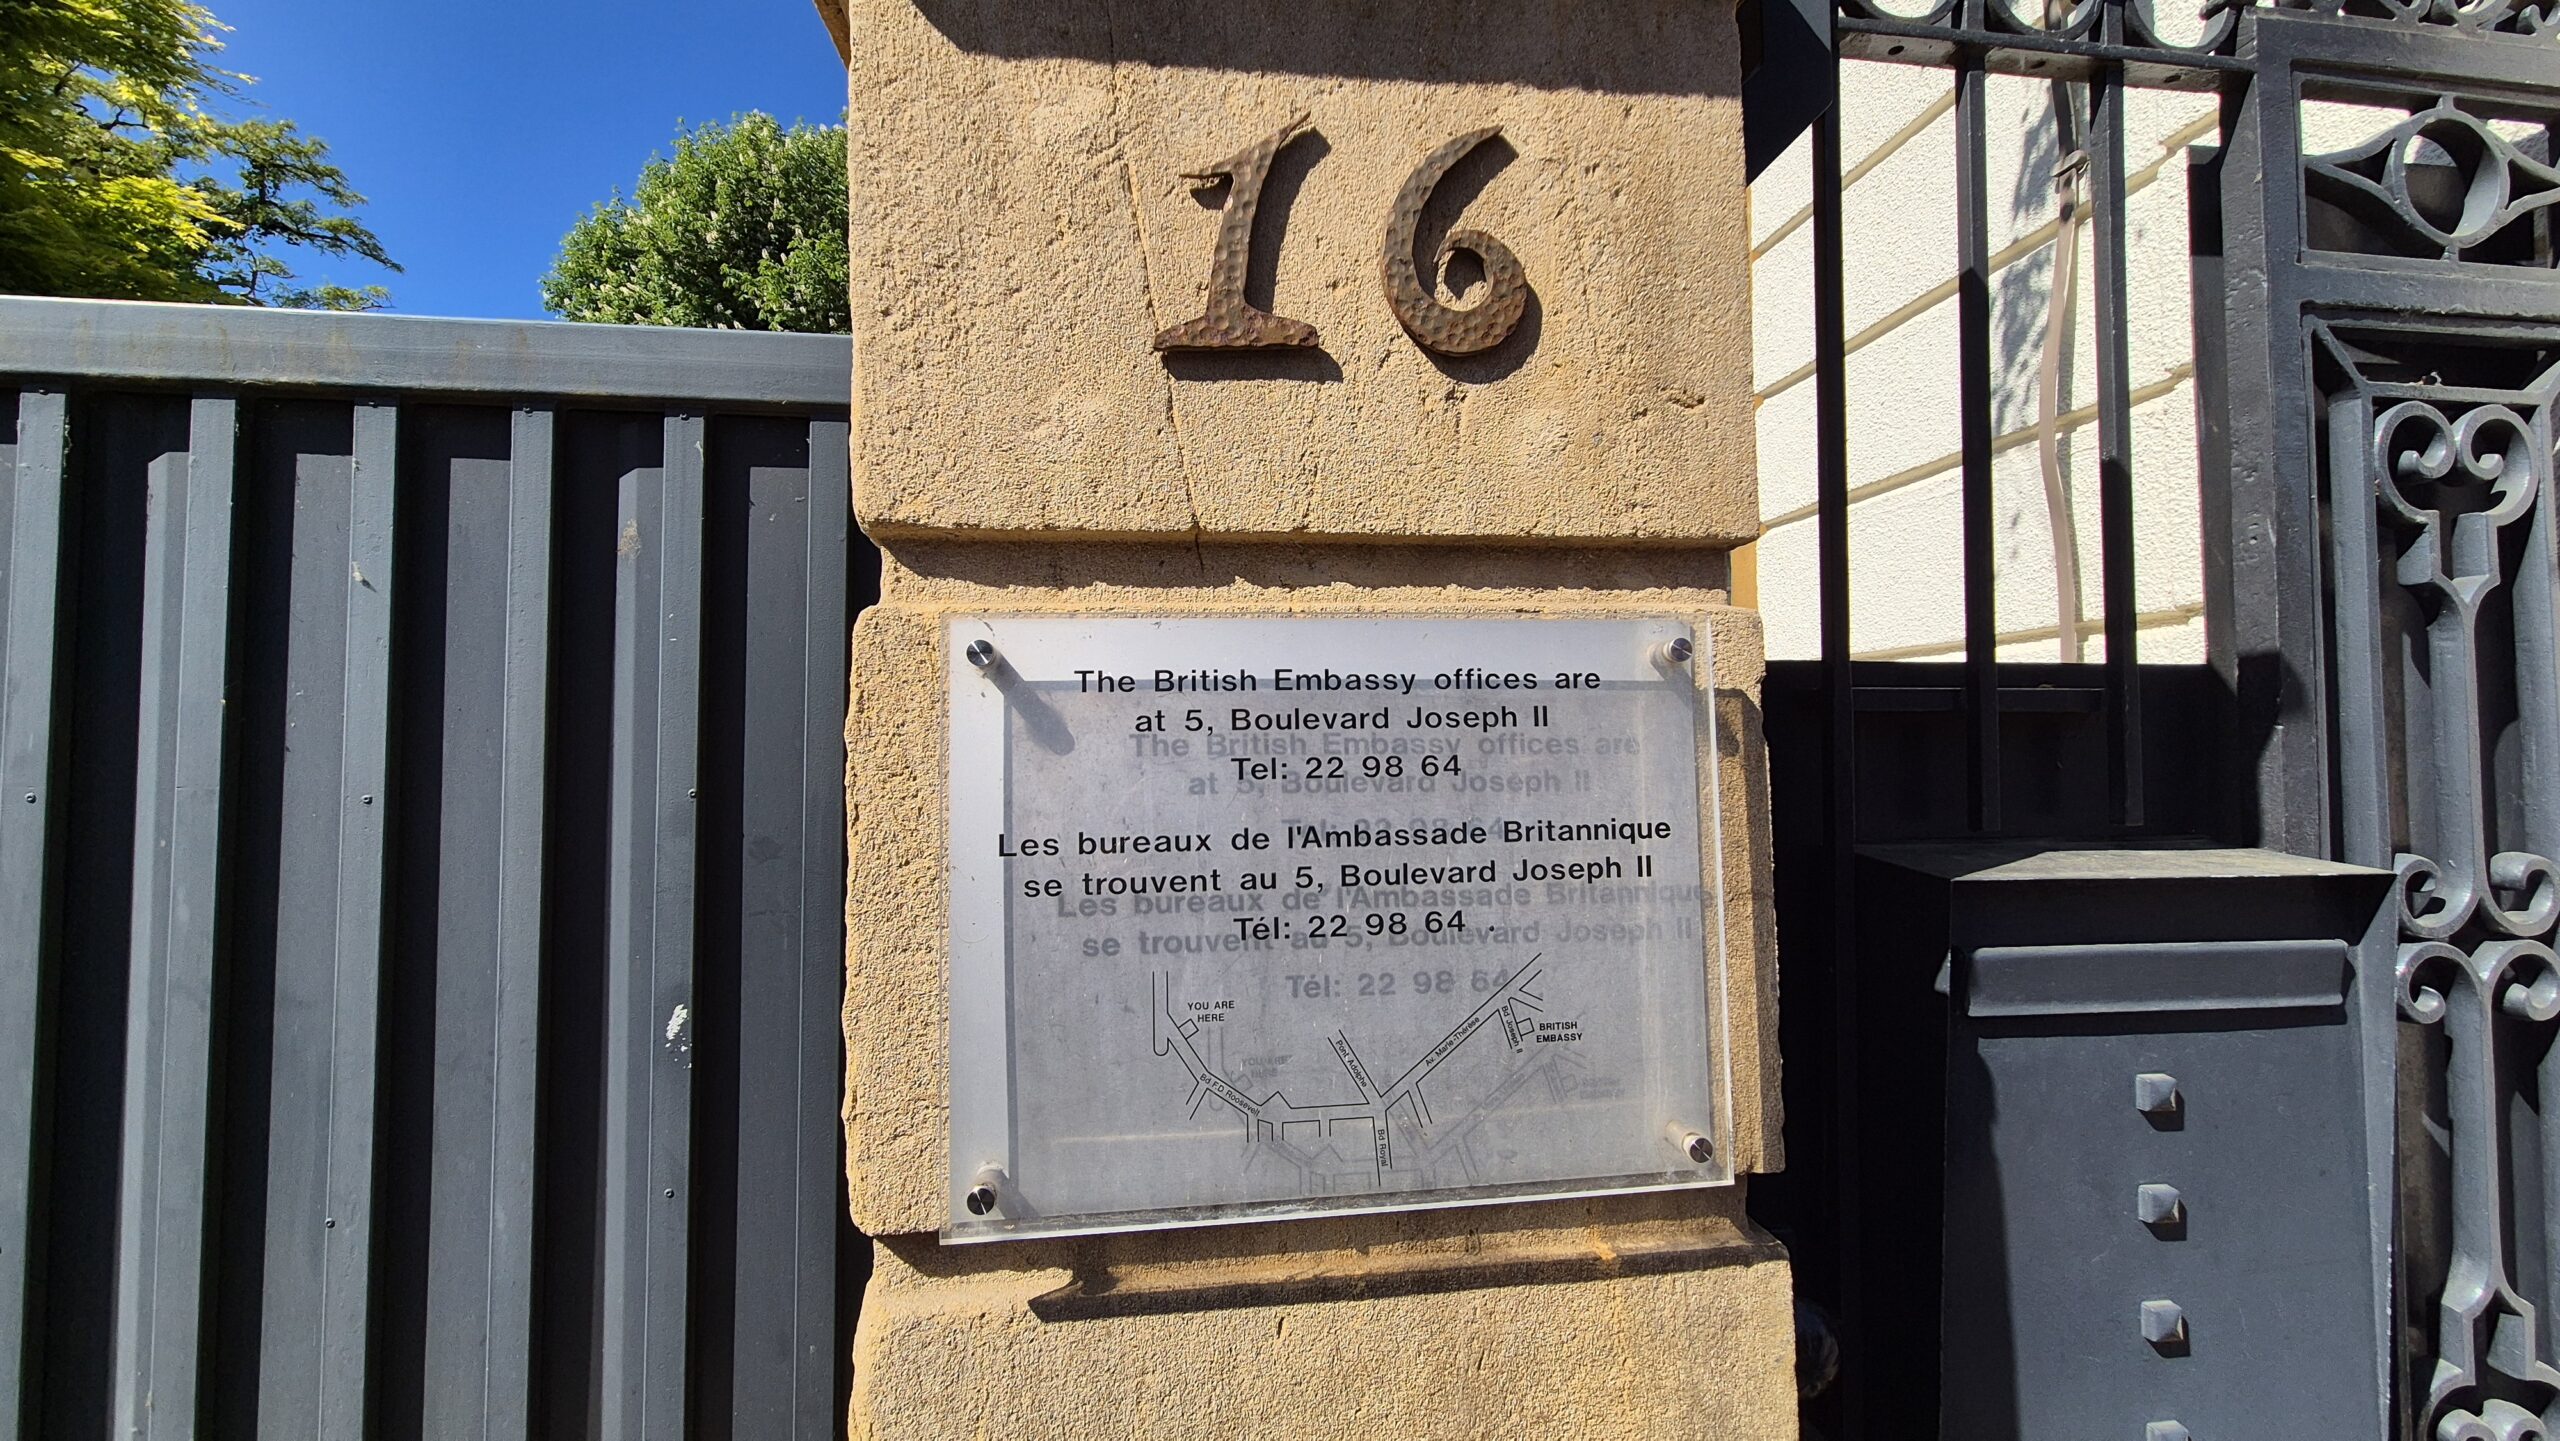 16
The British Embassy offices are
at 5, Boulevard Joseph II
Tel: 22 98 64
Les bureaux de l'Ambassade Britannique
se trouvent au 5, Boulevard Joseph II
Tél: 22 98 64
YOU ARE
HERE
Bd F.D. Roosevelt
Pont Adolphe
Bd Royal
Av. Marie-Thérèse
Bd Joseph II
BRITISH
EMBASSY